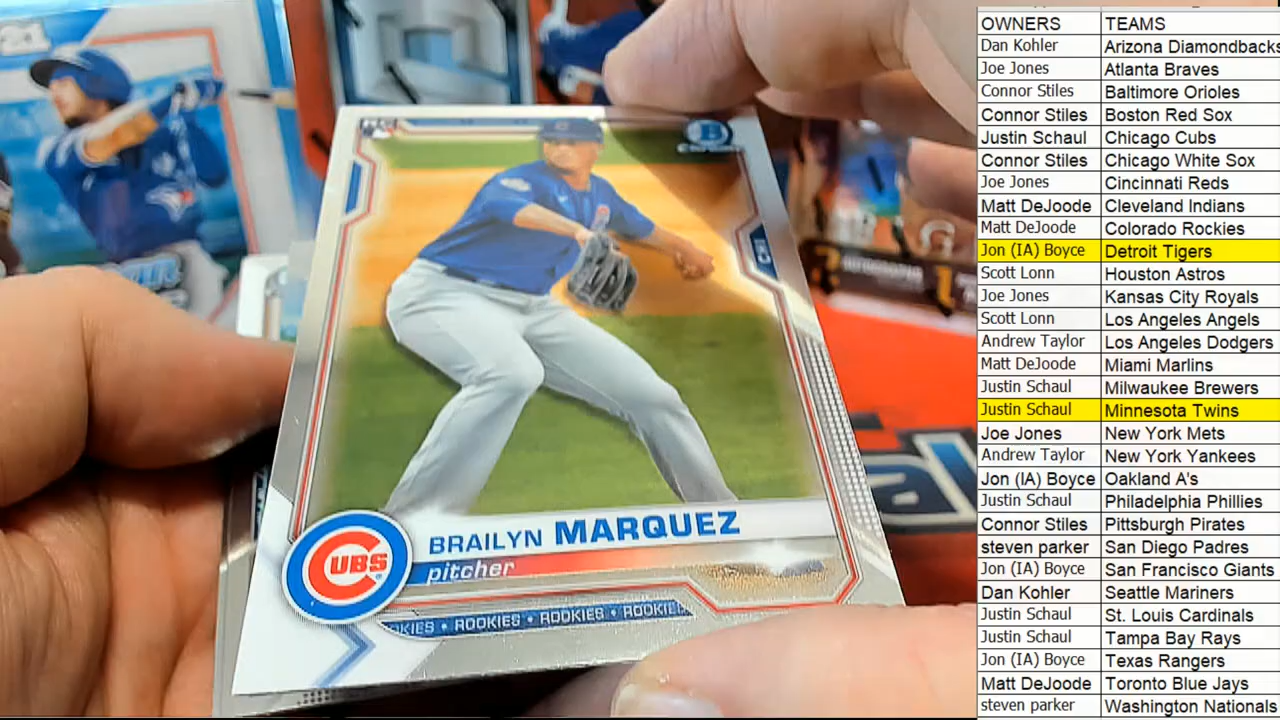 21
RC
B
CHROME
CUBS
BRAILYN MARQUEZ
pitcher
ROOKIES • ROOKIES •
OWNERS TEAMS
Dan Kohler Arizona Diamondbacks
Joe Jones Atlanta Braves
Connor Stiles Baltimore Orioles
Connor Stiles Boston Red Sox
Justin Schaul Chicago Cubs
Connor Stiles Chicago White Sox
Joe Jones Cincinnati Reds
Matt DeJoode Cleveland Indians
Matt DeJoode Colorado Rockies
Jon (IA) Boyce Detroit Tigers
Scott Lonn Houston Astros
Joe Jones Kansas City Royals
Scott Lonn Los Angeles Angels
Andrew Taylor Los Angeles Dodgers
Matt DeJoode Miami Marlins
Justin Schaul Milwaukee Brewers
Justin Schaul Minnesota Twins
Joe Jones New York Mets
Andrew Taylor New York Yankees
Jon (IA) Boyce Oakland A's
Justin Schaul Philadelphia Phillies
Connor Stiles Pittsburgh Pirates
steven parker San Diego Padres
Jon (IA) Boyce San Francisco Giants
Dan Kohler Seattle Mariners
Justin Schaul St. Louis Cardinals
Justin Schaul Tampa Bay Rays
Jon (IA) Boyce Texas Rangers
Matt DeJoode Toronto Blue Jays
steven parker Washington Nationals